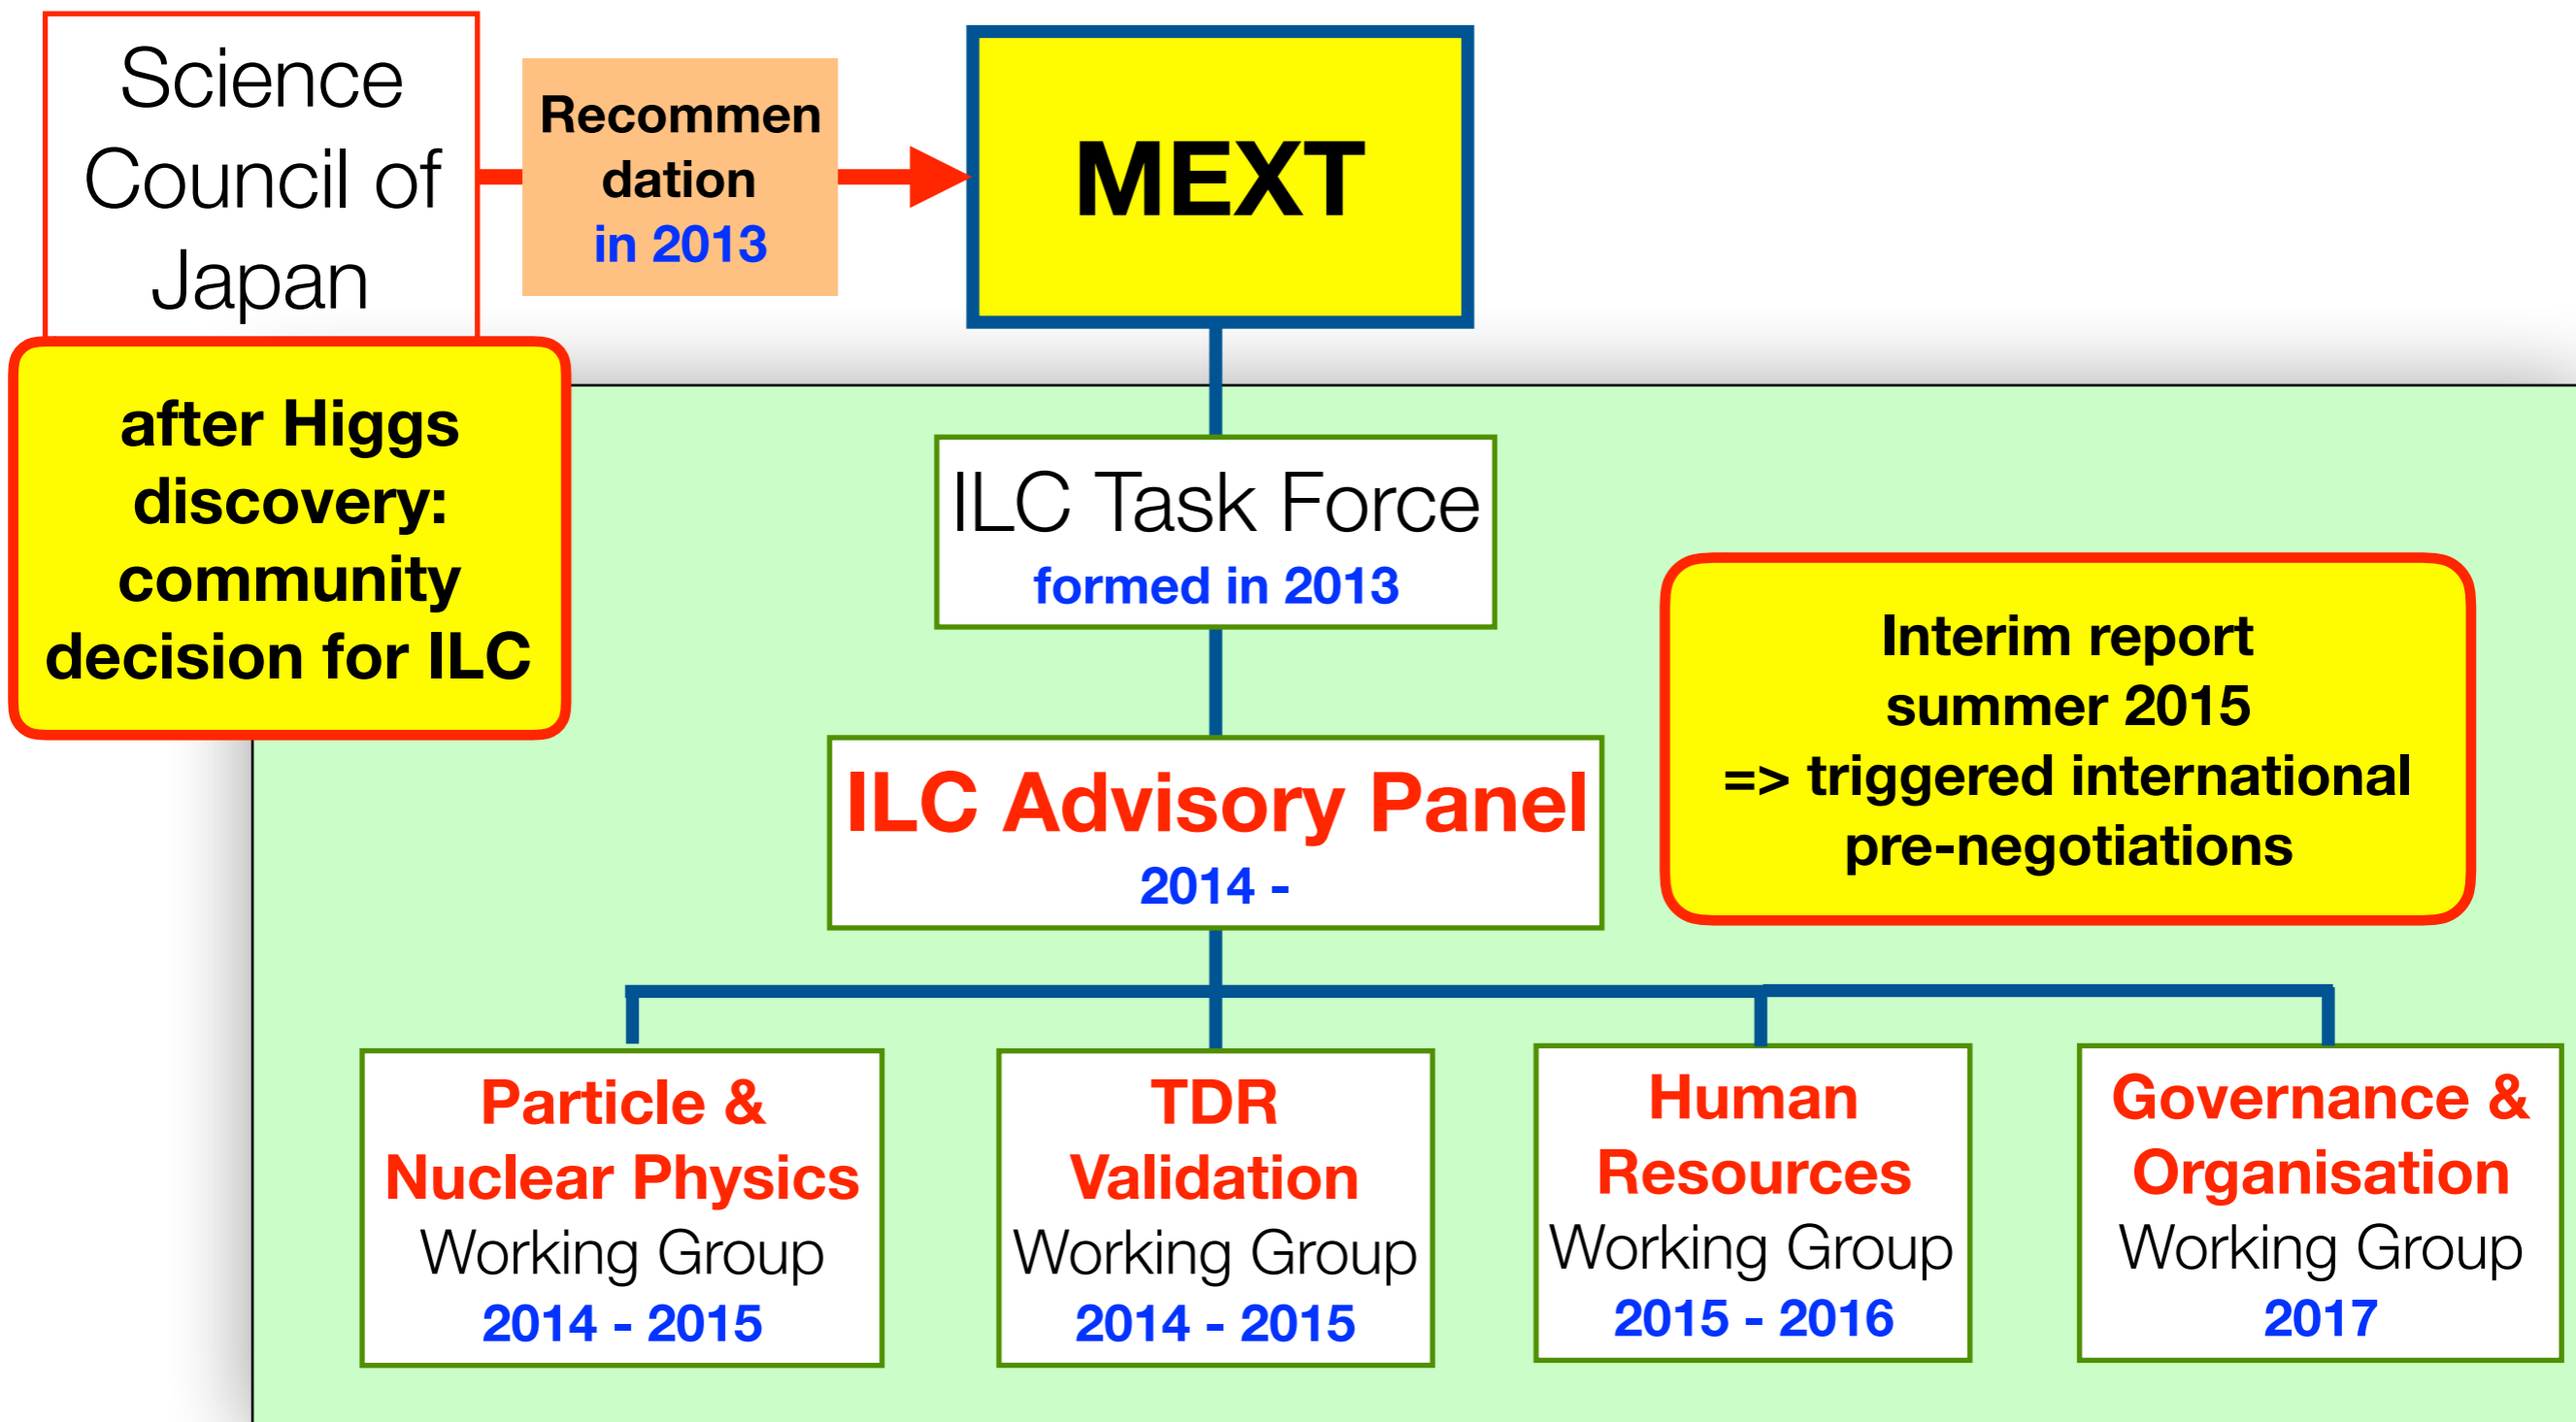 Science
Council of
Japan
Recommen
dation
in 2013
MEXT
after Higgs
discovery:
community
decision for ILC
ILC Task Force
formed in 2013
Interim report
summer 2015
=> triggered international
pre-negotiations
ILC Advisory Panel
2014 -
Particle &
Nuclear Physics
Working Group
2014 - 2015
TDR
Validation
Working Group
2014 - 2015
Human
Resources
Working Group
2015 - 2016
Governance &
Organisation
Working Group
2017